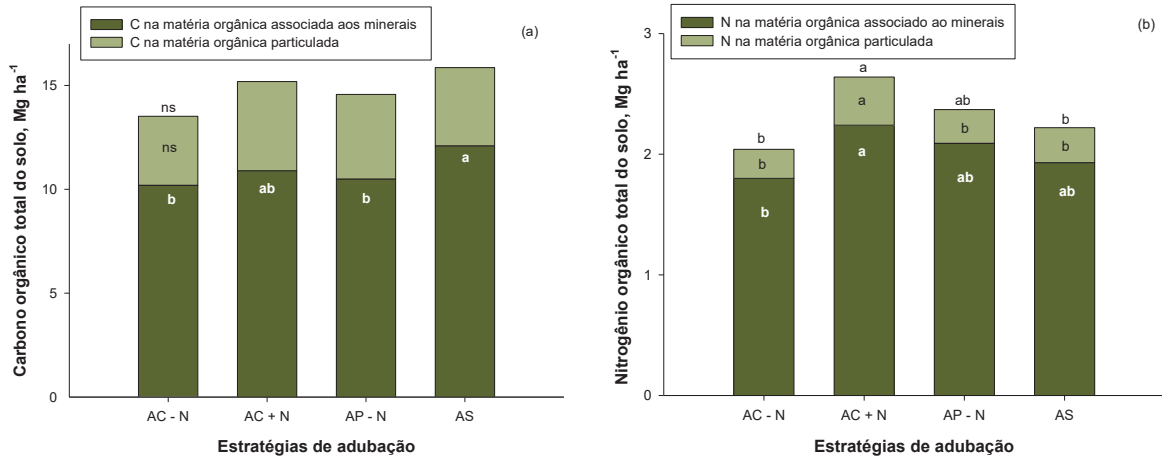 C na matéria orgânica associada aos minerais
C na matéria orgânica particulada
(a)
Carbono orgânico total do solo, Mg ha-1
15
10
5
0
ns
ns
b
ab
b
a
AC - N
AC + N
AP - N
AS
Estratégias de adubação
N na matéria orgânica associado ao minerais
N na matéria orgânica particulada
(b)
Nitrogênio orgânico total do solo, Mg ha-1
3
2
1
0
b
a
ab
b
b
a
b
b
b
a
ab
ab
AC - N
AC + N
AP - N
AS
Estratégias de adubação